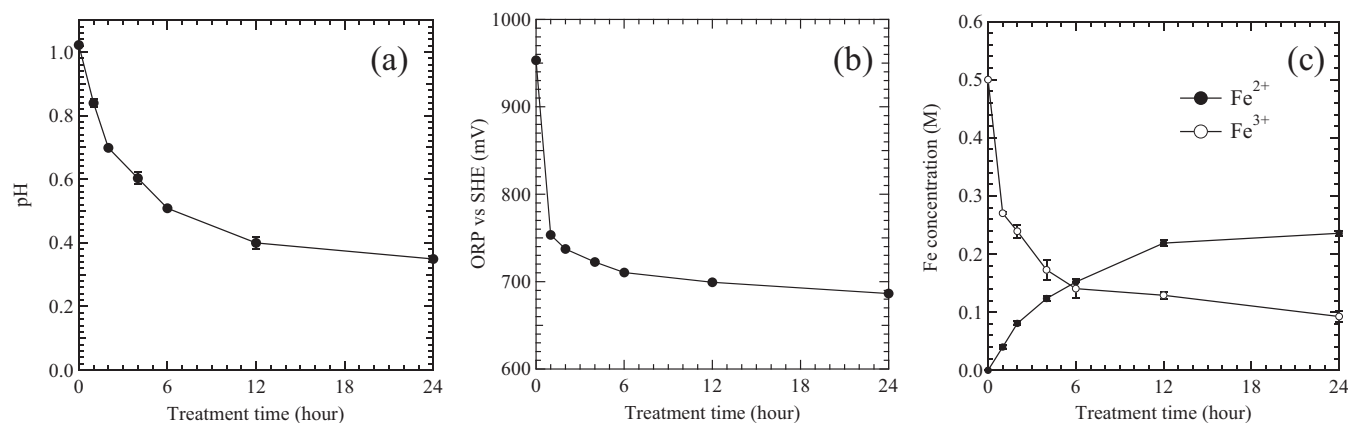 (a)
pH
1.0
0.8
0.6
0.4
0.2
0.0
0 6 12 18 24
Treatment time (hour)
(b)
ORP vs SHE (mV)
1000
900
800
700
600
0 6 12 18 24
Treatment time (hour)
(c)
Fe concentration (M)
0.6
0.5
0.4
0.3
0.2
0.1
0.0
Fe²⁺
Fe³⁺
0 6 12 18 24
Treatment time (hour)